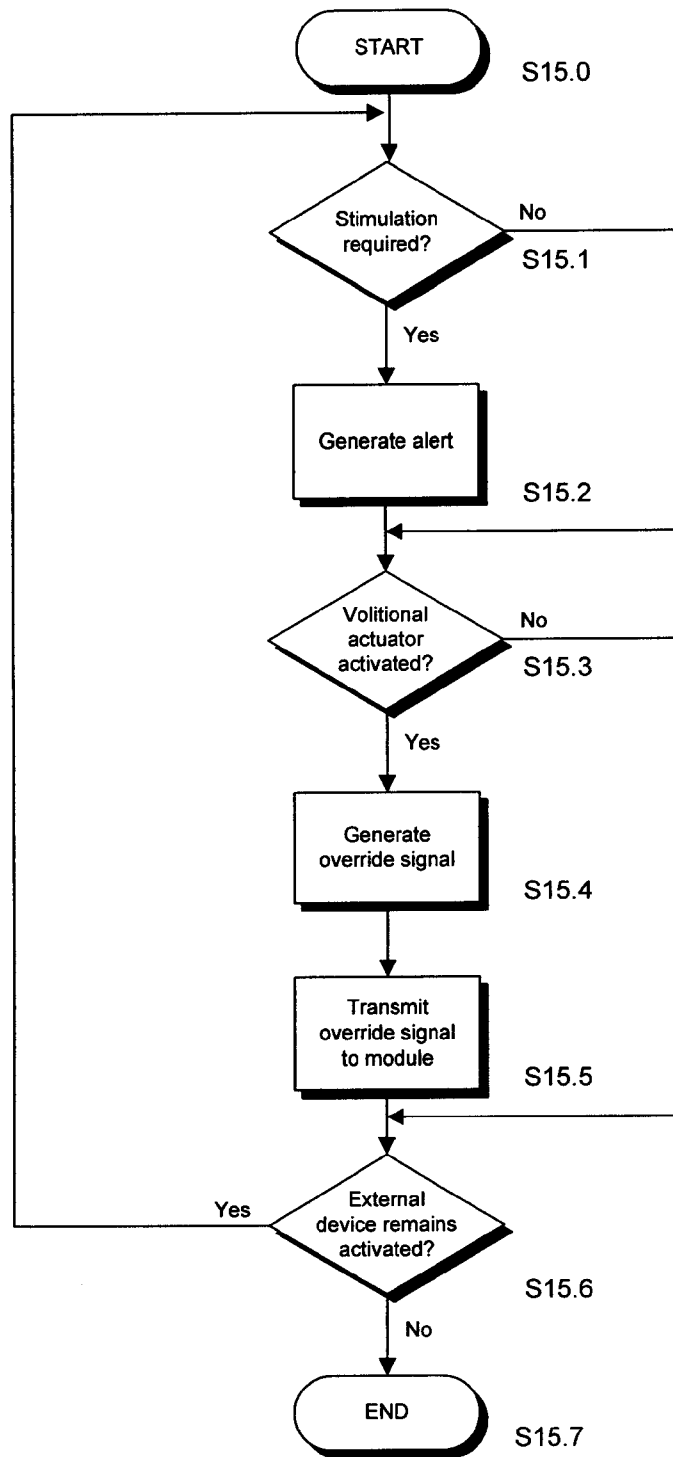 START
S15.0
Stimulation
required?
No
S15.1
Yes
Generate alert
S15.2
Volitional
actuator
activated?
No
S15.3
Yes
Generate
override signal
S15.4
Transmit
override signal
to module
S15.5
Yes
External
device remains
activated?
S15.6
No
END
S15.7